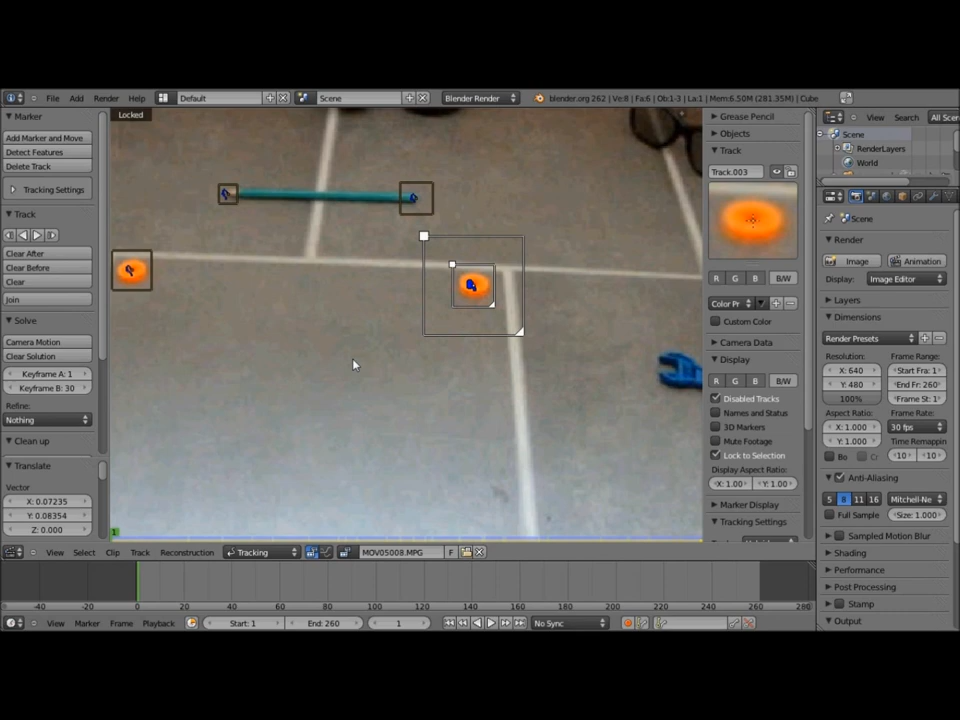 File Add Render Default Scene Blender Render blender.org 262 | Ve:8 | Fa:6 | Ob:1-3 | La:1 | Mem:6.50M (281.35M) | Cube
View Search All Scen
Marker
Locked
Grease Pencil
Add Marker and Move
Detect Features
Delete Track
Objects
Track
Scene
RenderLayers
World
Track.003
Tracking Settings
Track
Clear After
Clear Before
Clear
Join
Solve
Camera Motion
Clear Solution
Keyframe A: 1
Keyframe B: 30
Refine:
Nothing
Clean up
Translate
Vector
X: 0.07235
Y: 0.08354
Z: 0.000
R G B B/W
Color Pr
Custom Color
Camera Data
Display
R G B B/W
Disabled Tracks
Names and Status
3D Markers
Mute Footage
Lock to Selection
Display Aspect Ratio:
X: 1.00 Y: 1.00
Marker Display
Tracking Settings
Scene
Render
Image Animation
Display: Image Editor
Layers
Dimensions
Render Presets
Resolution: Frame Range:
X: 640 Start Fra: 1
Y: 480 End Fr: 260
100% Frame St: 1
Aspect Ratio: Frame Rate:
X: 1.000 30 fps
Y: 1.000 Time Remappin
Bo Cr 10 10
Anti-Aliasing
5 8 11 16 Mitchell-Ne
Full Sample Size: 1.000
Sampled Motion Blur
Shading
Performance
Post Processing
Stamp
Output
1
View Select Clip Track Reconstruction Tracking MOV05008.MPG F
-40 -20 0 20 40 60 80 100 120 140 160 180 200 220 240 260 280
View Marker Frame Playback Start: 1 End: 260 1 No Sync